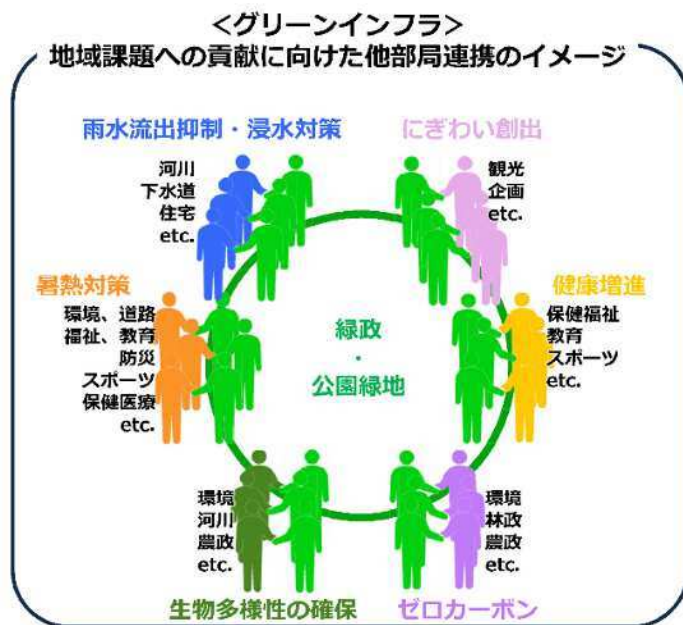 <グリーンインフラ>
地域課題への貢献に向けた他部局連携のイメージ
雨水流出抑制・浸水対策
河川
下水道
住宅
etc.
にぎわい創出
観光
企画
etc.
暑熱対策
環境、道路
福祉、教育
防災
スポーツ
保健医療
etc.
緑政
・
公園緑地
健康増進
保健福祉
教育
スポーツ
etc.
環境
河川
農政
etc.
生物多様性の確保
環境
林政
農政
etc.
ゼロカーボン